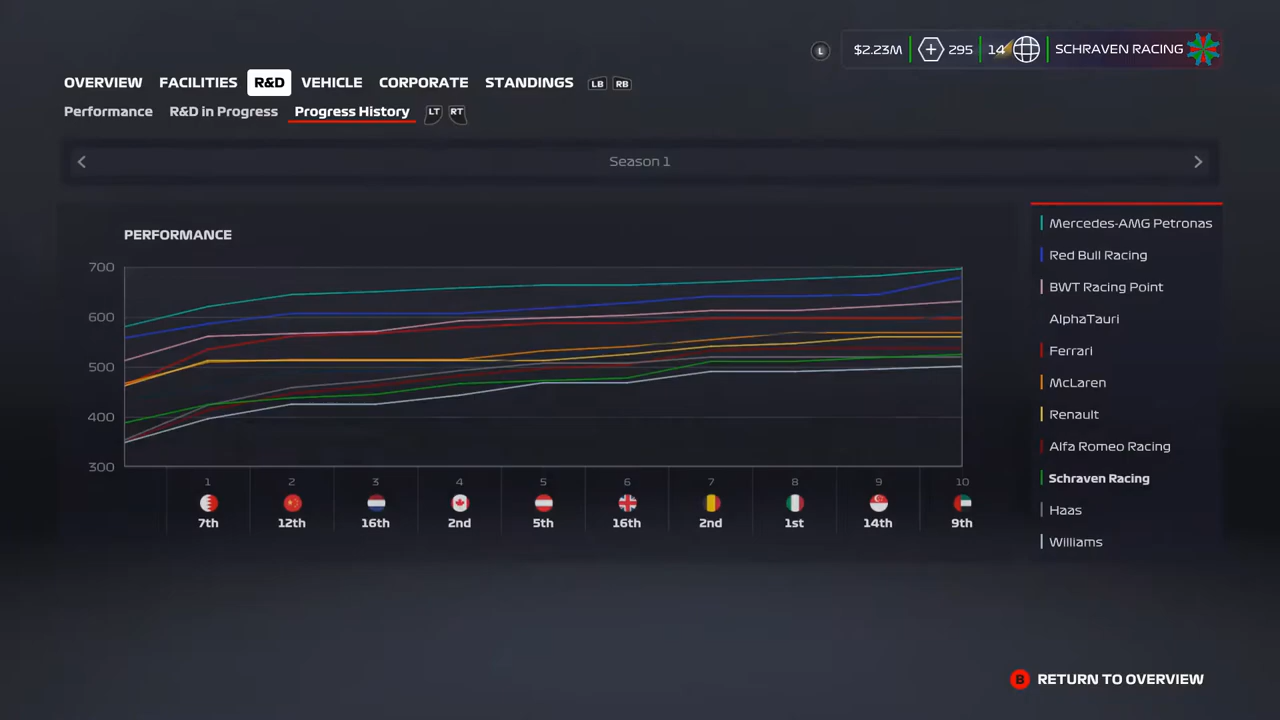 L $2.23M 295 14 SCHRAVEN RACING
OVERVIEW FACILITIES R&D VEHICLE CORPORATE STANDINGS LB RB
Performance R&D in Progress Progress History LT RT
Season 1
PERFORMANCE
700
600
500
400
300
1 2 3 4 5 6 7 8 9 10
7th 12th 16th 2nd 5th 16th 2nd 1st 14th 9th
Mercedes-AMG Petronas
Red Bull Racing
BWT Racing Point
AlphaTauri
Ferrari
McLaren
Renault
Alfa Romeo Racing
Schraven Racing
Haas
Williams
B RETURN TO OVERVIEW